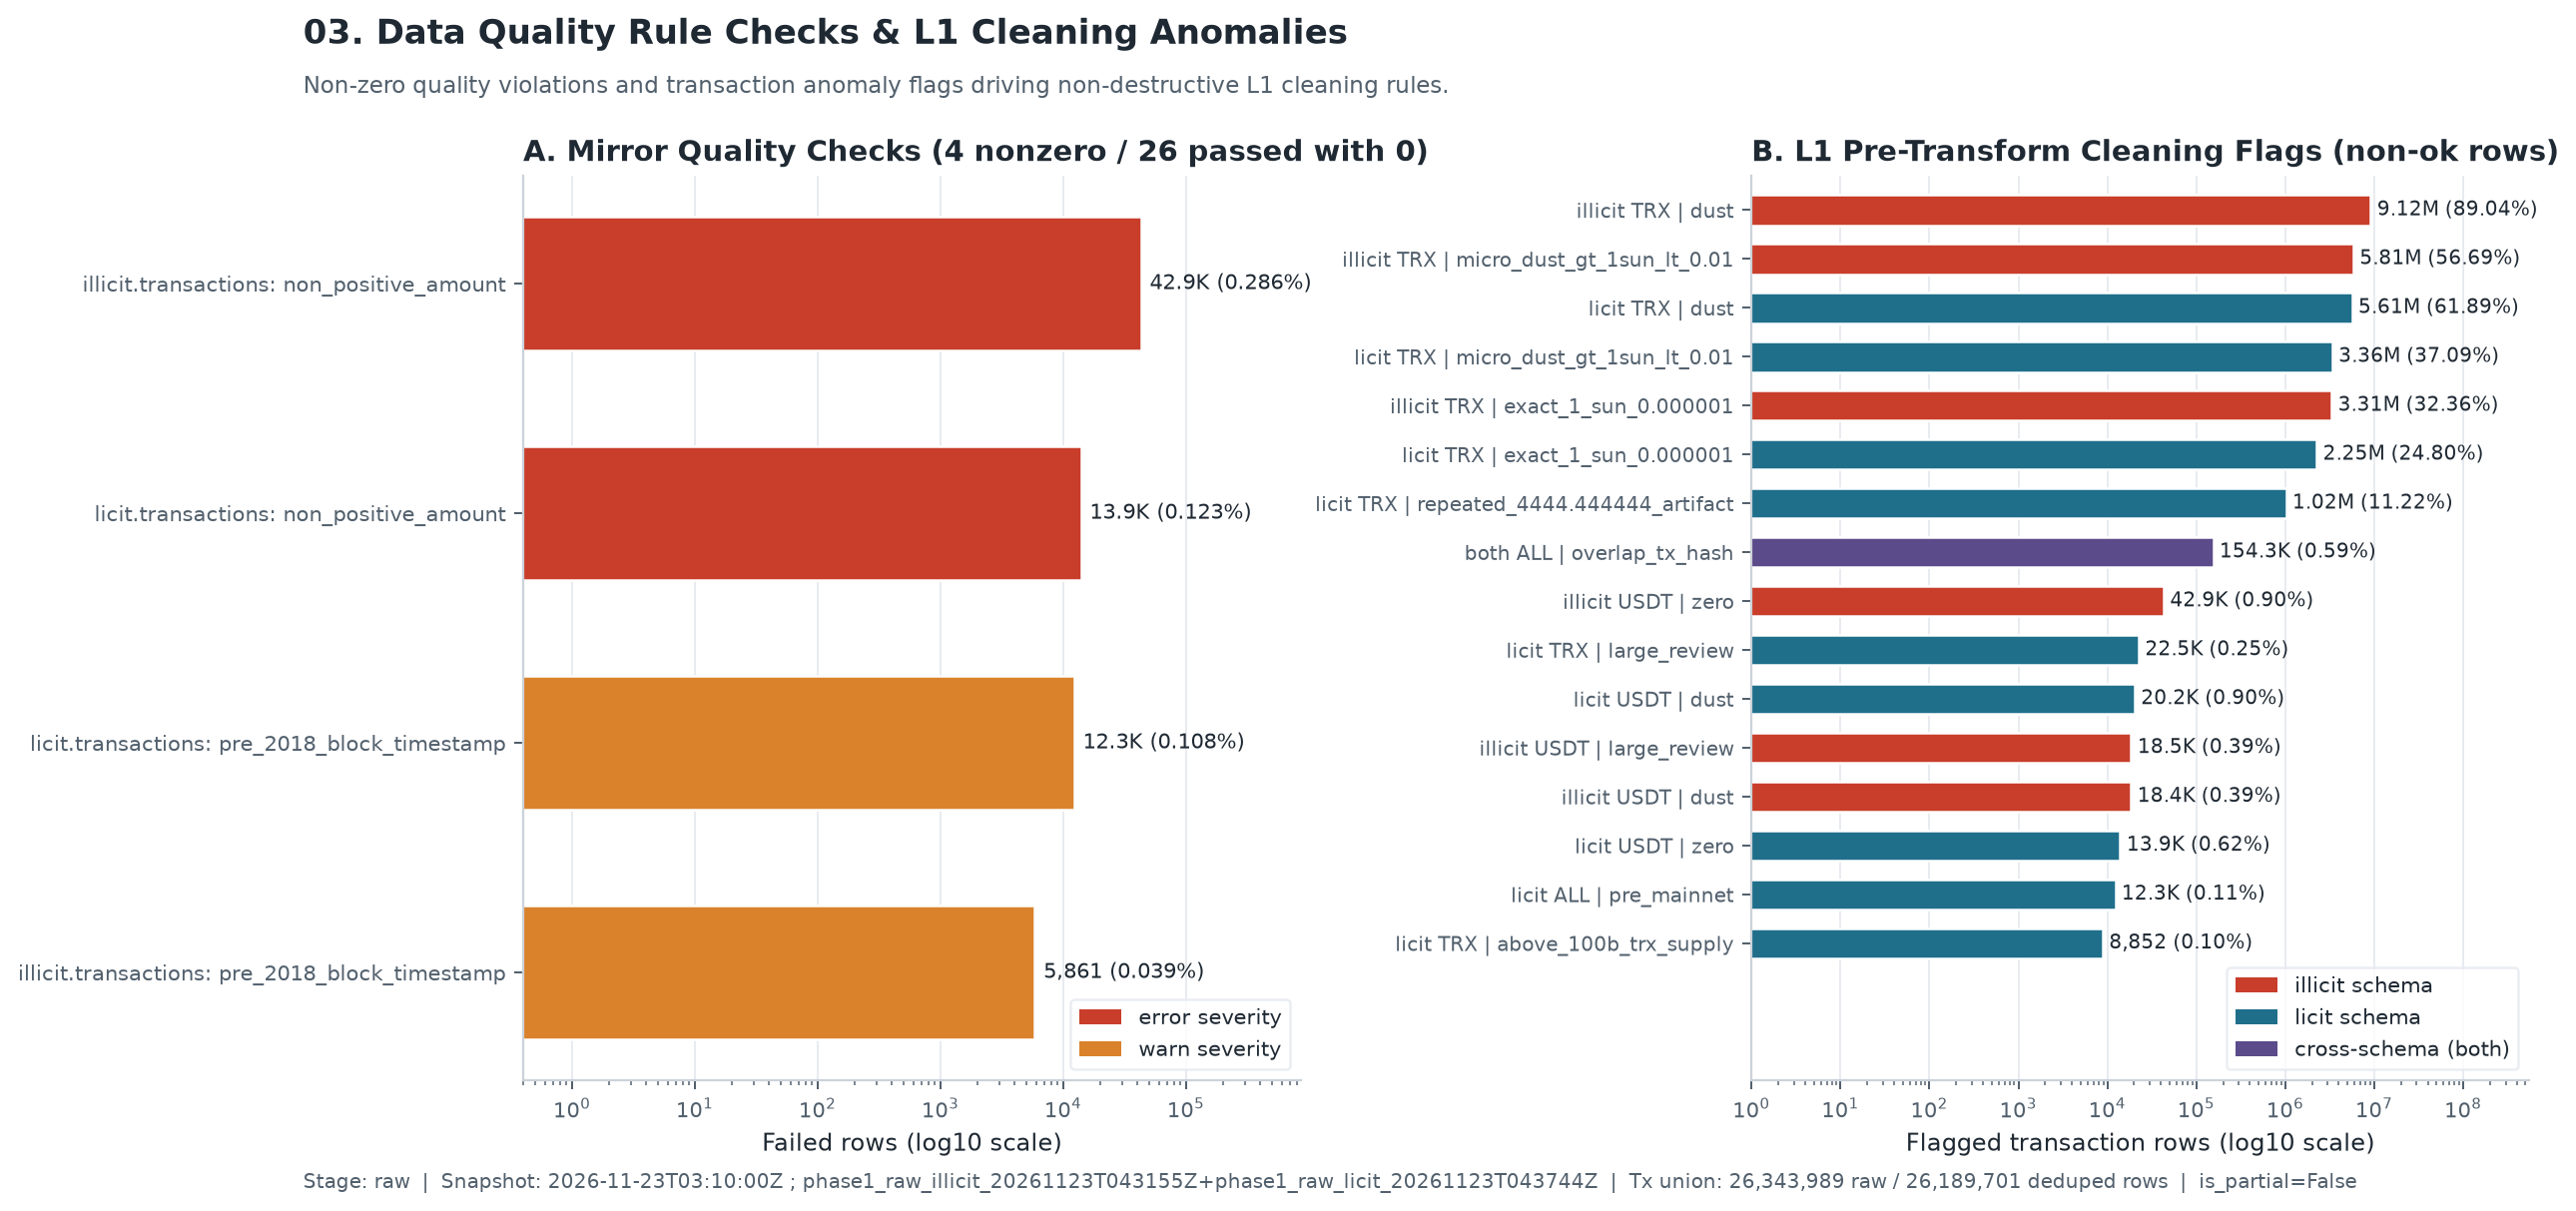 03. Data Quality Rule Checks & L1 Cleaning Anomalies
Non-zero quality violations and transaction anomaly flags driving non-destructive L1 cleaning rules.
A. Mirror Quality Checks (4 nonzero / 26 passed with 0)
illicit.transactions: non_positive_amount
42.9K (0.286%)
licit.transactions: non_positive_amount
13.9K (0.123%)
licit.transactions: pre_2018_block_timestamp
12.3K (0.108%)
illicit.transactions: pre_2018_block_timestamp
5,861 (0.039%)
error severity
warn severity
10^0 10^1 10^2 10^3 10^4 10^5
Failed rows (log10 scale)
B. L1 Pre-Transform Cleaning Flags (non-ok rows)
illicit TRX | dust 9.12M (89.04%)
illicit TRX | micro_dust_gt_1sun_lt_0.01 5.81M (56.69%)
licit TRX | dust 5.61M (61.89%)
licit TRX | micro_dust_gt_1sun_lt_0.01 3.36M (37.09%)
illicit TRX | exact_1_sun_0.000001 3.31M (32.36%)
licit TRX | exact_1_sun_0.000001 2.25M (24.80%)
licit TRX | repeated_4444.444444_artifact 1.02M (11.22%)
both ALL | overlap_tx_hash 154.3K (0.59%)
illicit USDT | zero 42.9K (0.90%)
licit TRX | large_review 22.5K (0.25%)
licit USDT | dust 20.2K (0.90%)
illicit USDT | large_review 18.5K (0.39%)
illicit USDT | dust 18.4K (0.39%)
licit USDT | zero 13.9K (0.62%)
licit ALL | pre_mainnet 12.3K (0.11%)
licit TRX | above_100b_trx_supply 8,852 (0.10%)
illicit schema
licit schema
cross-schema (both)
10^0 10^1 10^2 10^3 10^4 10^5 10^6 10^7 10^8
Flagged transaction rows (log10 scale)
Stage: raw | Snapshot: 2026-11-23T03:10:00Z ; phase1_raw_illicit_20261123T043155Z+phase1_raw_licit_20261123T043744Z | Tx union: 26,343,989 raw / 26,189,701 deduped rows | is_partial=False